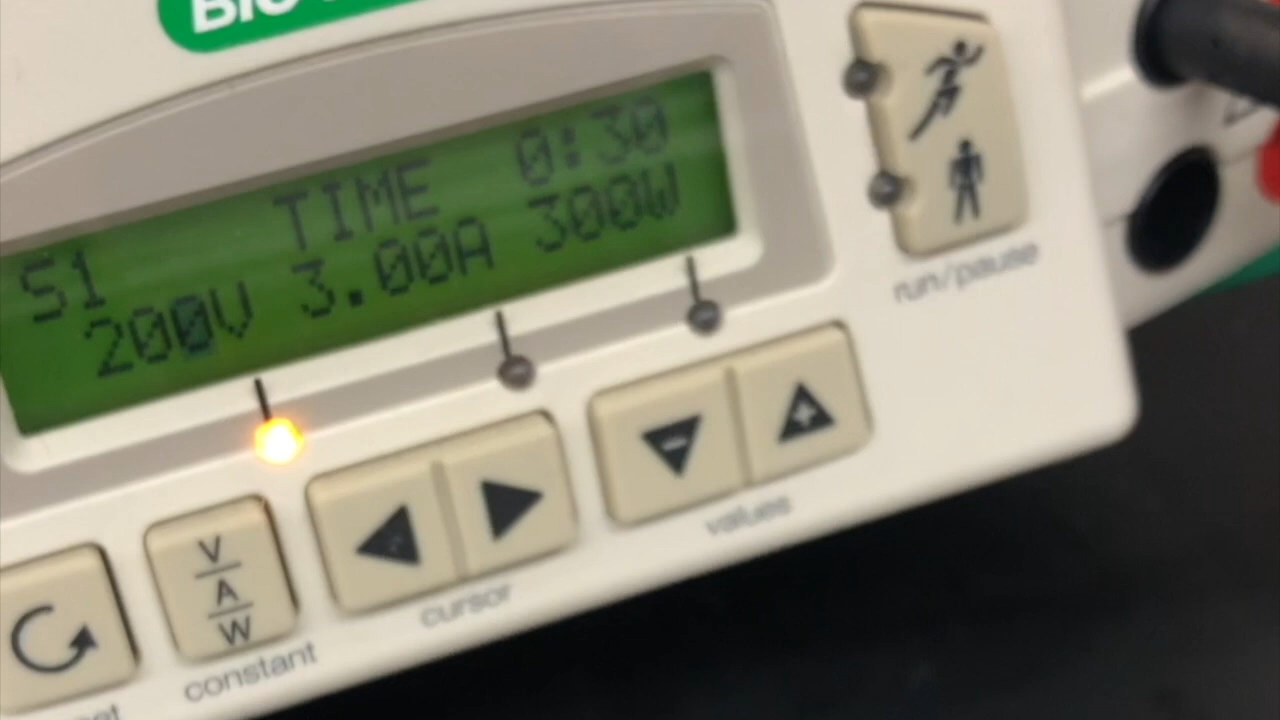 TIME 0:30
S1
200V 3.00A 300W
run/pause
values
cursor
V
A
W
constant